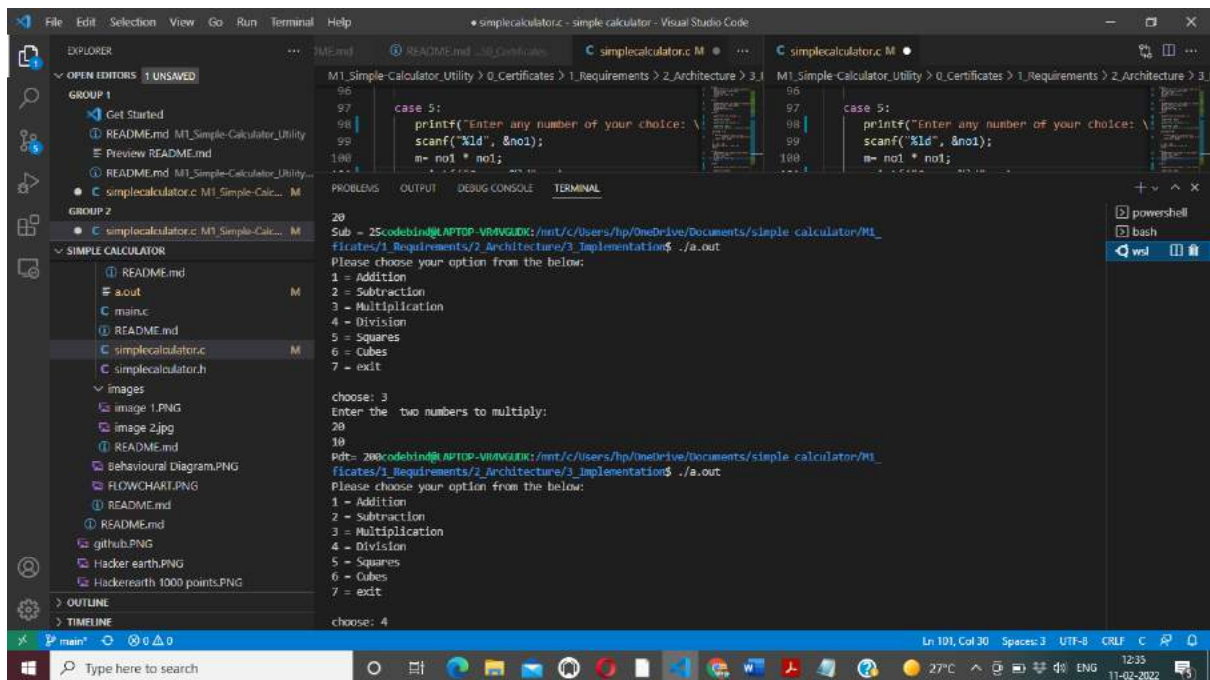 File Edit Selection View Go Run Terminal Help
● simplecalculator.c - simple calculator - Visual Studio Code
EXPLORER
OPEN EDITORS 1 UNSAVED
GROUP 1
Get Started
README.md M1_Simple-Calculator_Utility
Preview README.md
README.md M1_Simple-Calculator_Utility...
● C simplecalculator.c M1_Simple-Calc... M
GROUP 2
● C simplecalculator.c M1_Simple-Calc... M
SIMPLE CALCULATOR
README.md
a.out M
C main.c
README.md
C simplecalculator.c M
C simplecalculator.h
images
image 1.PNG
image 2.jpg
README.md
Behavioural Diagram.PNG
FLOWCHART.PNG
README.md
README.md
github.PNG
Hacker earth.PNG
Hackerearth 1000 points.PNG
OUTLINE
TIMELINE
README.md ...50_Certificates
C simplecalculator.c M ●
M1_Simple-Calculator_Utility > 0_Certificates > 1_Requirements > 2_Architecture > 3_I
96
97 case 5:
98 printf("Enter any number of your choice: \
99 scanf("%ld", &no1);
100 m= no1 * no1;
C simplecalculator.c M ●
M1_Simple-Calculator_Utility > 0_Certificates > 1_Requirements > 2_Architecture > 3_
96
97 case 5:
98 printf("Enter any number of your choice: \
99 scanf("%ld", &no1);
100 m= no1 * no1;
PROBLEMS OUTPUT DEBUG CONSOLE TERMINAL
20
Sub = 25codebind@LAPTOP-VR4VGUDK:/mnt/c/Users/hp/OneDrive/Documents/simple calculator/M1_
ficates/1_Requirements/2_Architecture/3_Implementation$ ./a.out
Please choose your option from the below:
1 = Addition
2 = Subtraction
3 = Multiplication
4 = Division
5 = Squares
6 = Cubes
7 = exit
choose: 3
Enter the  two numbers to multiply:
20
10
Pdt= 200codebind@LAPTOP-VR4VGUDK:/mnt/c/Users/hp/OneDrive/Documents/simple calculator/M1_
ficates/1_Requirements/2_Architecture/3_Implementation$ ./a.out
Please choose your option from the below:
1 = Addition
2 = Subtraction
3 = Multiplication
4 = Division
5 = Squares
6 = Cubes
7 = exit
choose: 4
powershell
bash
wsl
main* 0 0
Ln 101, Col 30 Spaces: 3 UTF-8 CRLF C
Type here to search
27°C ENG
12:35
11-02-2022
5